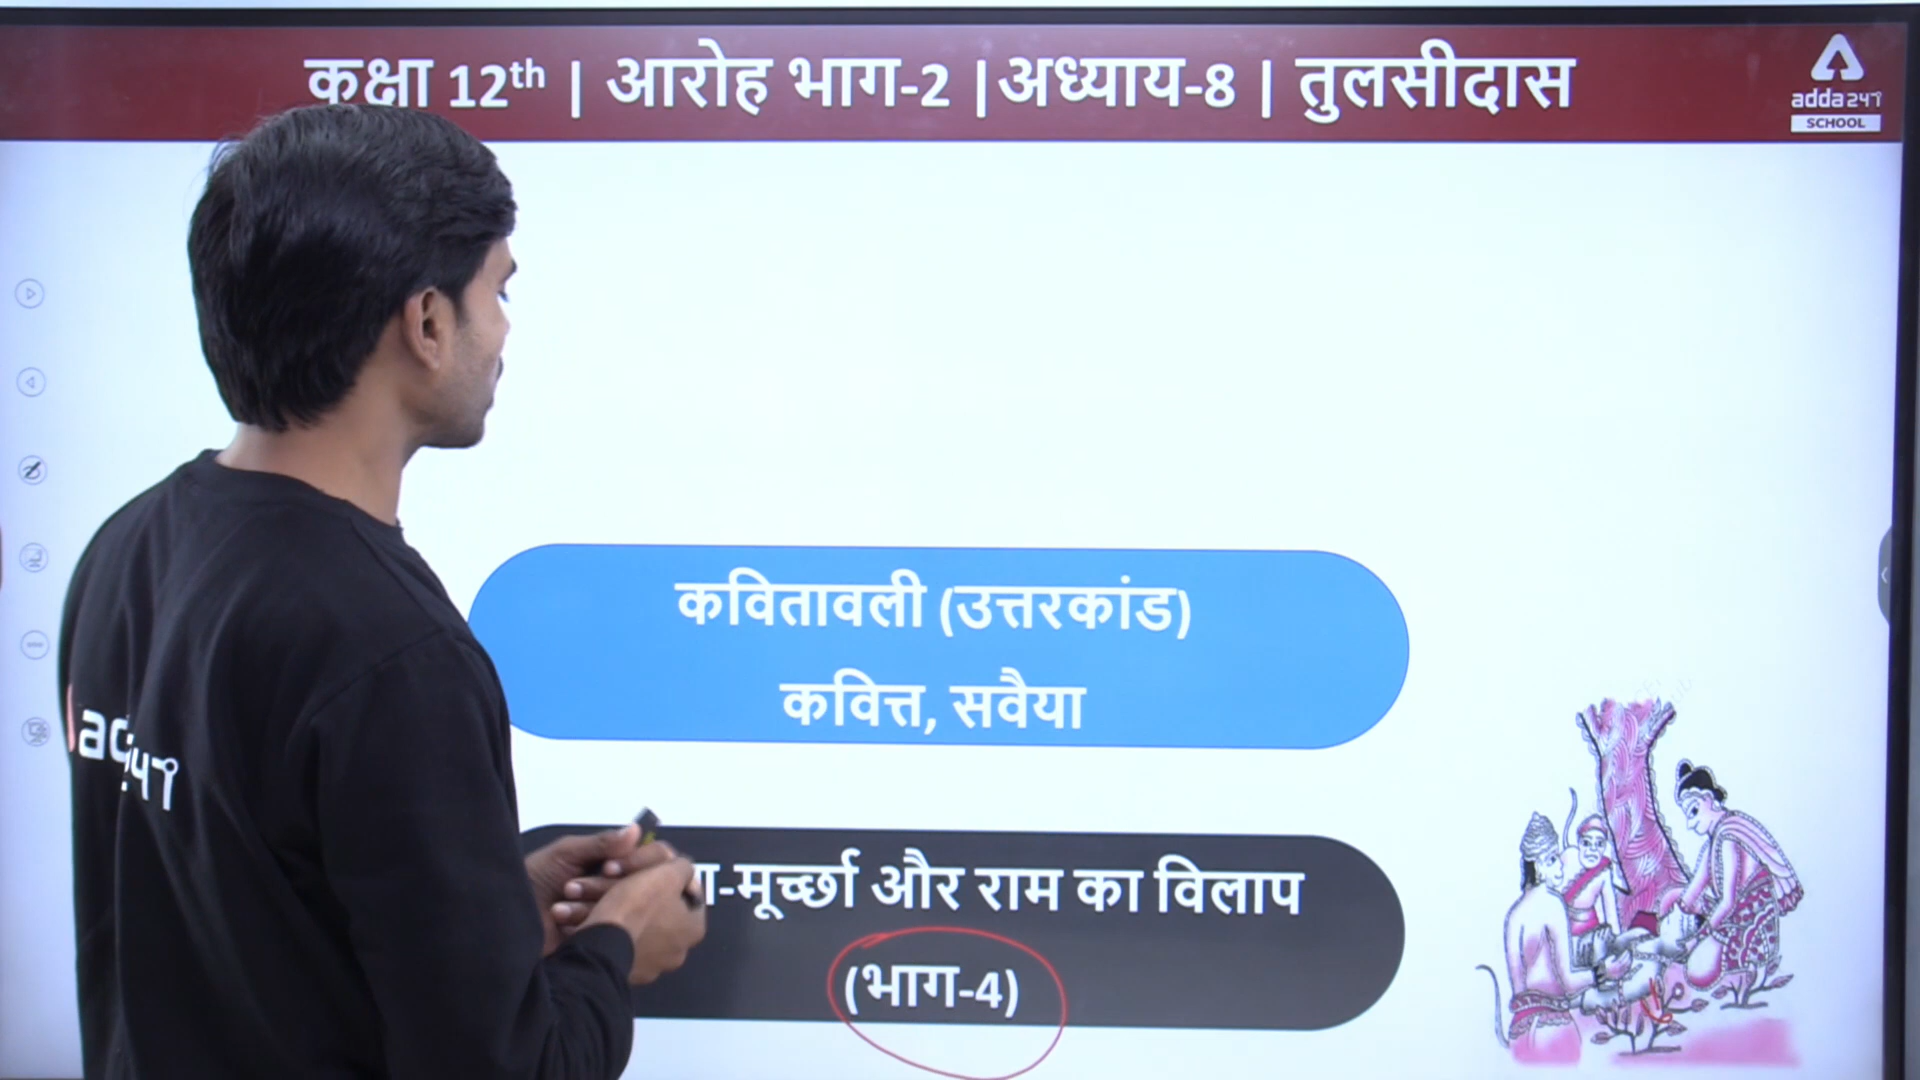 कक्षा 12th | आरोह भाग-2 |अध्याय-8 | तुलसीदास
adda247
SCHOOL
कवितावली (उत्तरकांड)
कवित्त, सवैया
-मूर्च्छा और राम का विलाप
(भाग-4)